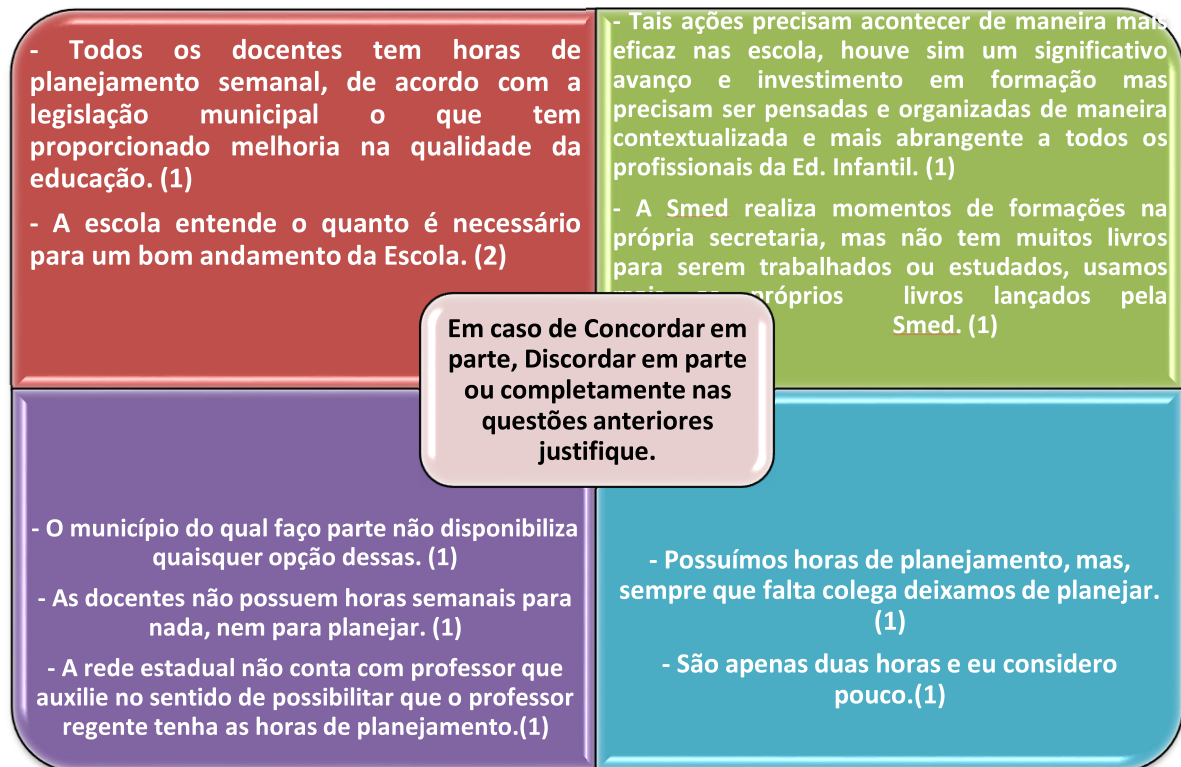 - Todos os docentes tem horas de
planejamento semanal, de acordo com a
legislação municipal o que tem
proporcionado melhoria na qualidade da
educação. (1)
- A escola entende o quanto é necessário
para um bom andamento da Escola. (2)
- Tais ações precisam acontecer de maneira mais
eficaz nas escola, houve sim um significativo
avanço e investimento em formação mas
precisam ser pensadas e organizadas de maneira
contextualizada e mais abrangente a todos os
profissionais da Ed. Infantil. (1)
- A Smed realiza momentos de formações na
própria secretaria, mas não tem muitos livros
para serem trabalhados ou estudados, usamos
próprios livros lançados pela
Smed. (1)
Em caso de Concordar em
parte, Discordar em parte
ou completamente nas
questões anteriores
justifique.
- O município do qual faço parte não disponibiliza
quaisquer opção dessas. (1)
- As docentes não possuem horas semanais para
nada, nem para planejar. (1)
- A rede estadual não conta com professor que
auxilie no sentido de possibilitar que o professor
regente tenha as horas de planejamento.(1)
- Possuímos horas de planejamento, mas,
sempre que falta colega deixamos de planejar.
(1)
- São apenas duas horas e eu considero
pouco.(1)